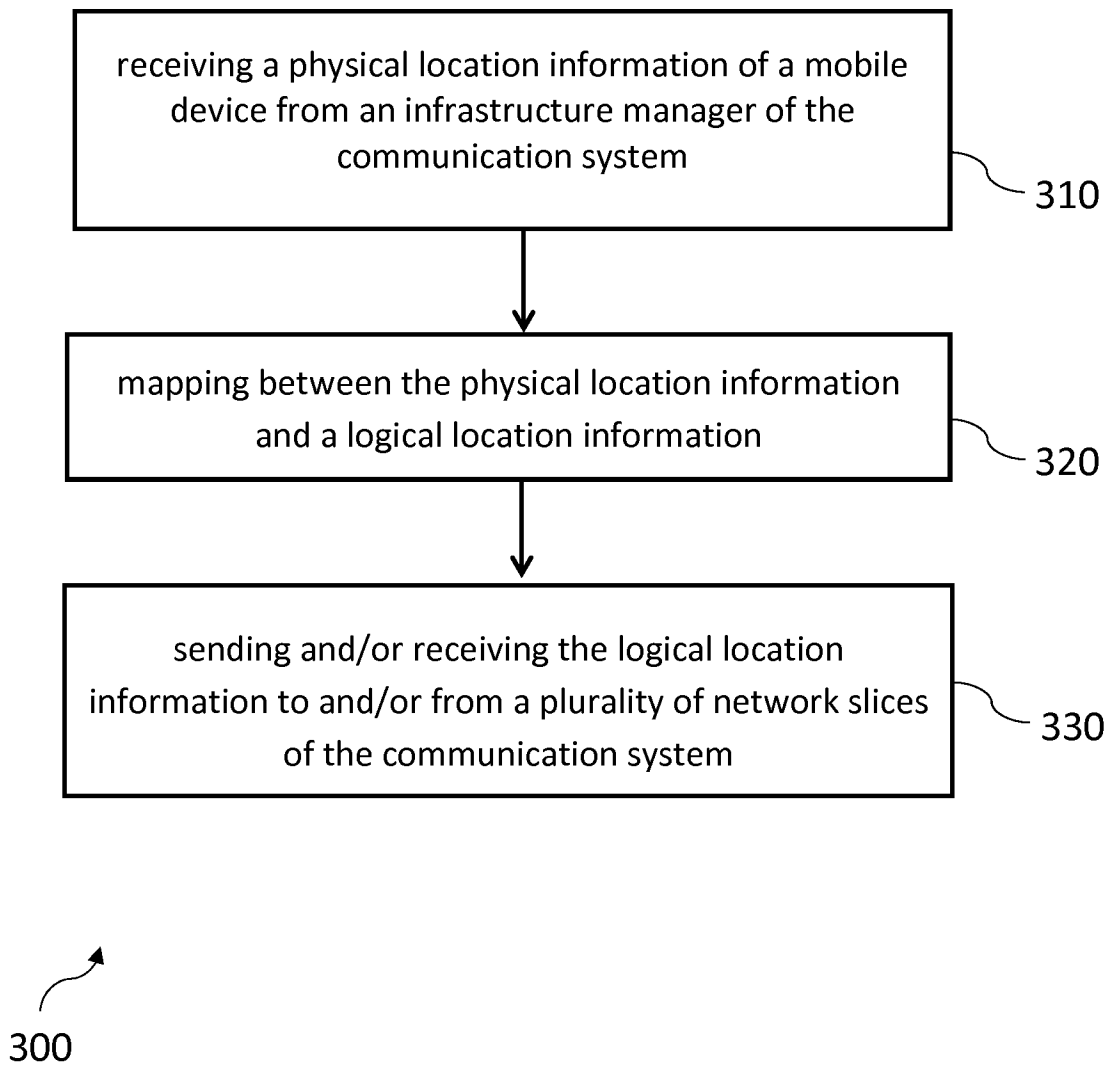 receiving a physical location information of a mobile
device from an infrastructure manager of the
communication system
310
mapping between the physical location information
and a logical location information
320
sending and/or receiving the logical location
information to and/or from a plurality of network slices
of the communication system
330
300